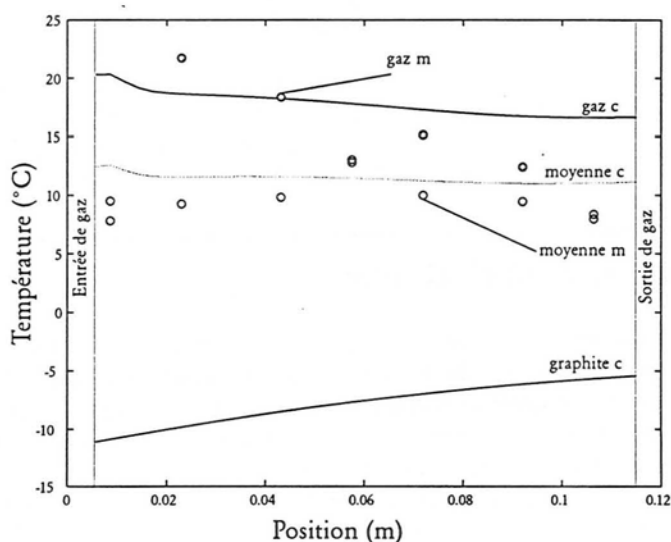 25
20
15
10
5
0
-5
-10
-15
Température (°C)
Entrée de gaz
gaz m
gaz c
moyenne c
moyenne m
graphite c
Sortie de gaz
0
0.02
0.04
0.06
0.08
0.1
0.12
Position (m)